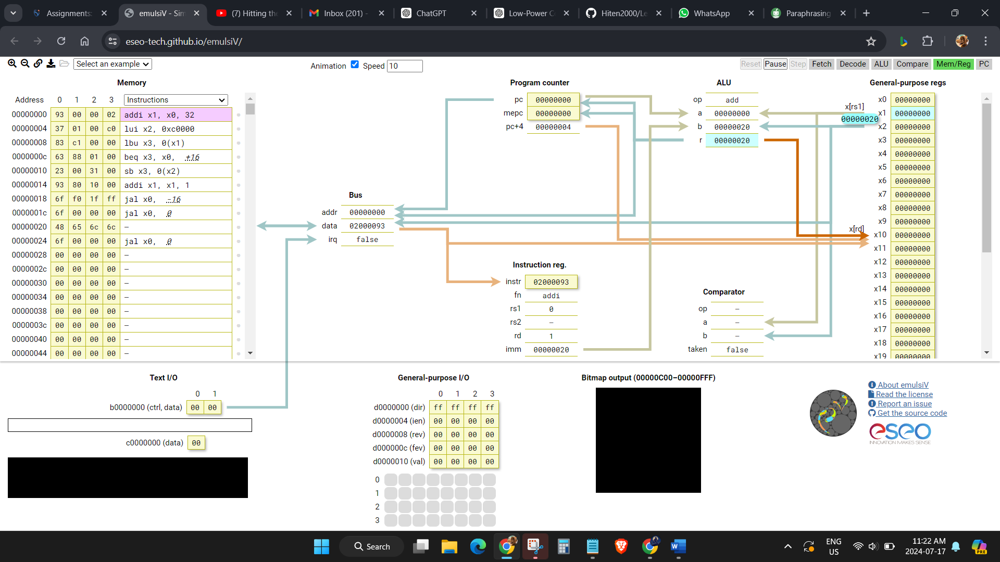 Assignments:
emulsiV - Sim
(7) Hitting the
Inbox (201) -
ChatGPT
Low-Power C
Hiten2000/Le
WhatsApp
Paraphrasing
eseo-tech.github.io/emulsiV/
Select an example
Animation Speed 10
Reset Pause Step Fetch Decode ALU Compare Mem/Reg PC
Memory
Address 0 1 2 3 Instructions
00000000 93 00 00 02 addi x1, x0, 32
00000004 37 01 00 c0 lui x2, 0xc0000
00000008 83 c1 00 00 lbu x3, 0(x1)
0000000c 63 88 01 00 beq x3, x0, +16
00000010 23 00 31 00 sb x3, 0(x2)
00000014 93 80 10 00 addi x1, x1, 1
00000018 6f f0 1f ff jal x0, -16
0000001c 6f 00 00 00 jal x0, 0
00000020 48 65 6c 6c –
00000024 6f 00 00 00 jal x0, 0
00000028 00 00 00 00 –
0000002c 00 00 00 00 –
00000030 00 00 00 00 –
00000034 00 00 00 00 –
00000038 00 00 00 00 –
0000003c 00 00 00 00 –
00000040 00 00 00 00 –
00000044 00 00 00 00 –
Program counter
pc 00000000
mepc 00000000
pc+4 00000004
Bus
addr 00000000
data 02000093
irq false
Instruction reg.
instr 02000093
fn addi
rs1 0
rs2 –
rd 1
imm 00000020
ALU
op add
a 00000000
b 00000020
r 00000020
Comparator
op –
a –
b –
taken false
General-purpose regs
x[rs1]
00000020
x[rd]
x0 00000000
x1 00000000
x2 00000000
x3 00000000
x4 00000000
x5 00000000
x6 00000000
x7 00000000
x8 00000000
x9 00000000
x10 00000000
x11 00000000
x12 00000000
x13 00000000
x14 00000000
x15 00000000
x16 00000000
x17 00000000
x18 00000000
x19 00000000
Text I/O
0 1
b0000000 (ctrl, data) 00 00
c0000000 (data) 00
General-purpose I/O
0 1 2 3
d0000000 (dir) ff ff ff ff
d0000004 (ien) 00 00 00 00
d0000008 (rev) 00 00 00 00
d000000c (fev) 00 00 00 00
d0000010 (val) 00 00 00 00
0
1
2
3
Bitmap output (00000C00–00000FFF)
About emulsiV
Read the license
Report an issue
Get the source code
eseo
INNOVATION MAKES SENSE
Search
ENG
US
11:22 AM
2024-07-17
PRE